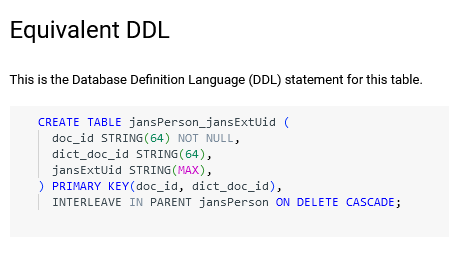 Equivalent DDL
This is the Database Definition Language (DDL) statement for this table.
CREATE TABLE jansPerson_jansExtUid (
  doc_id STRING(64) NOT NULL,
  dict_doc_id STRING(64),
  jansExtUid STRING(MAX),
) PRIMARY KEY(doc_id, dict_doc_id),
  INTERLEAVE IN PARENT jansPerson ON DELETE CASCADE;